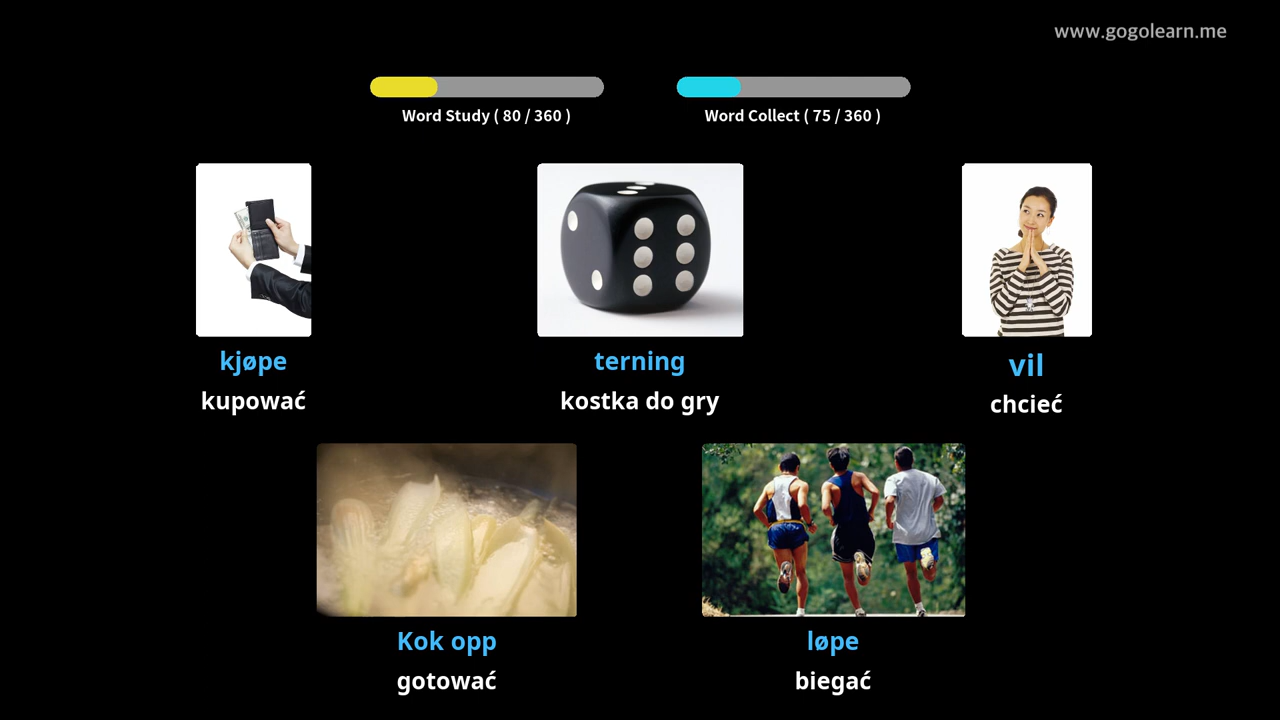 www.gogolearn.me
Word Study ( 80 / 360 )
Word Collect ( 75 / 360 )
kjøpe
kupować
terning
kostka do gry
vil
chcieć
Kok opp
gotować
løpe
biegać